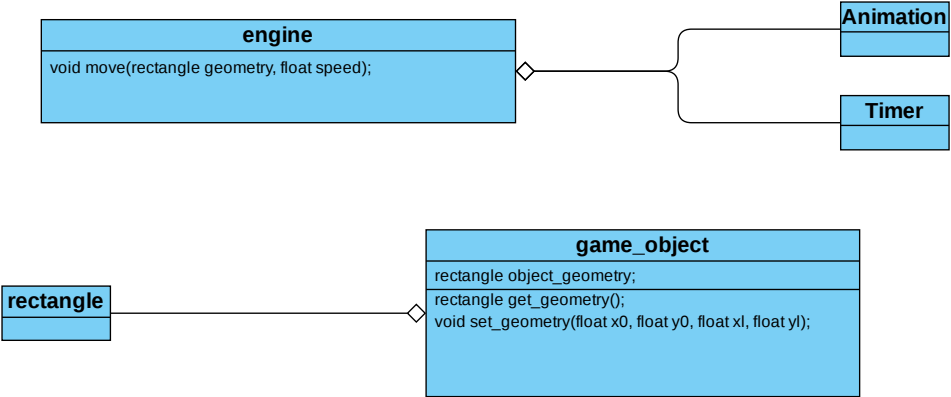 Animation
engine
void move(rectangle geometry, float speed);
Timer
game_object
rectangle object_geometry;
rectangle
rectangle get_geometry();
void set_geometry(float x0, float y0, float xl, float yl);